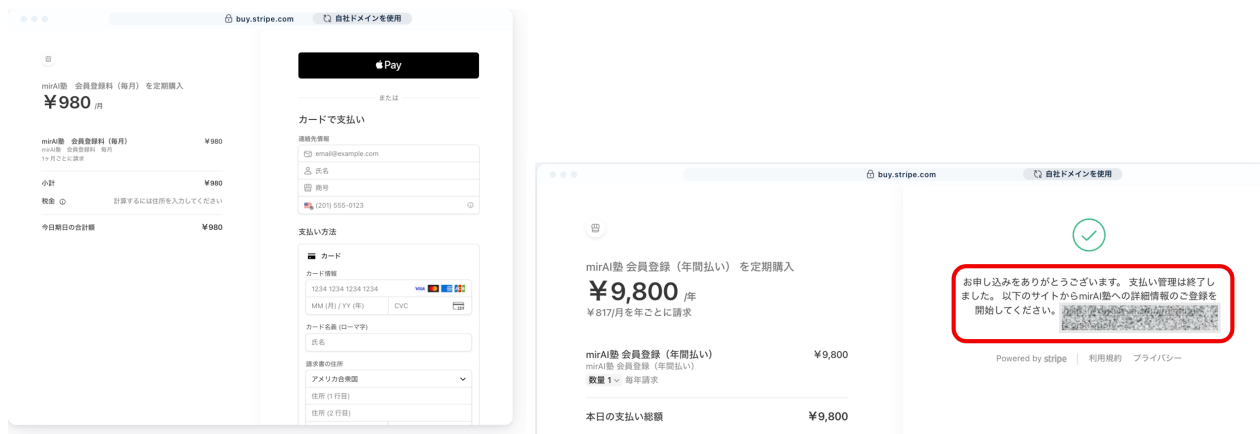 buy.stripe.com
自社ドメインを使用
mirAI塾　会員登録料（毎月） を定期購入
￥980 /月
mirAI塾　会員登録料（毎月） ￥980
mirAI塾　会員登録料　毎月
1ヶ月ごとに請求
小計 ￥980
税金 計算するには住所を入力してください
今日期日の合計額 ￥980
Pay
または
カードで支払い
連絡先情報
email@example.com
氏名
商号
(201) 555-0123
支払い方法
カード
カード情報
1234 1234 1234 1234 VISA
MM (月) / YY (年) CVC
カード名義 (ローマ字)
氏名
請求書の住所
アメリカ合衆国
住所 (1 行目)
住所 (2 行目)
buy.stripe.com
自社ドメインを使用
mirAI塾 会員登録（年間払い） を定期購入
￥9,800 /年
￥817/月を年ごとに請求
mirAI塾 会員登録（年間払い） ￥9,800
mirAI塾 会員登録（年間払い）
数量 1 毎年請求
本日の支払い総額 ￥9,800
お申し込みをありがとうございます。 支払い管理は終了し
ました。 以下のサイトからmirAI塾への詳細情報のご登録を
開始してください。
Powered by stripe
利用規約 プライバシー